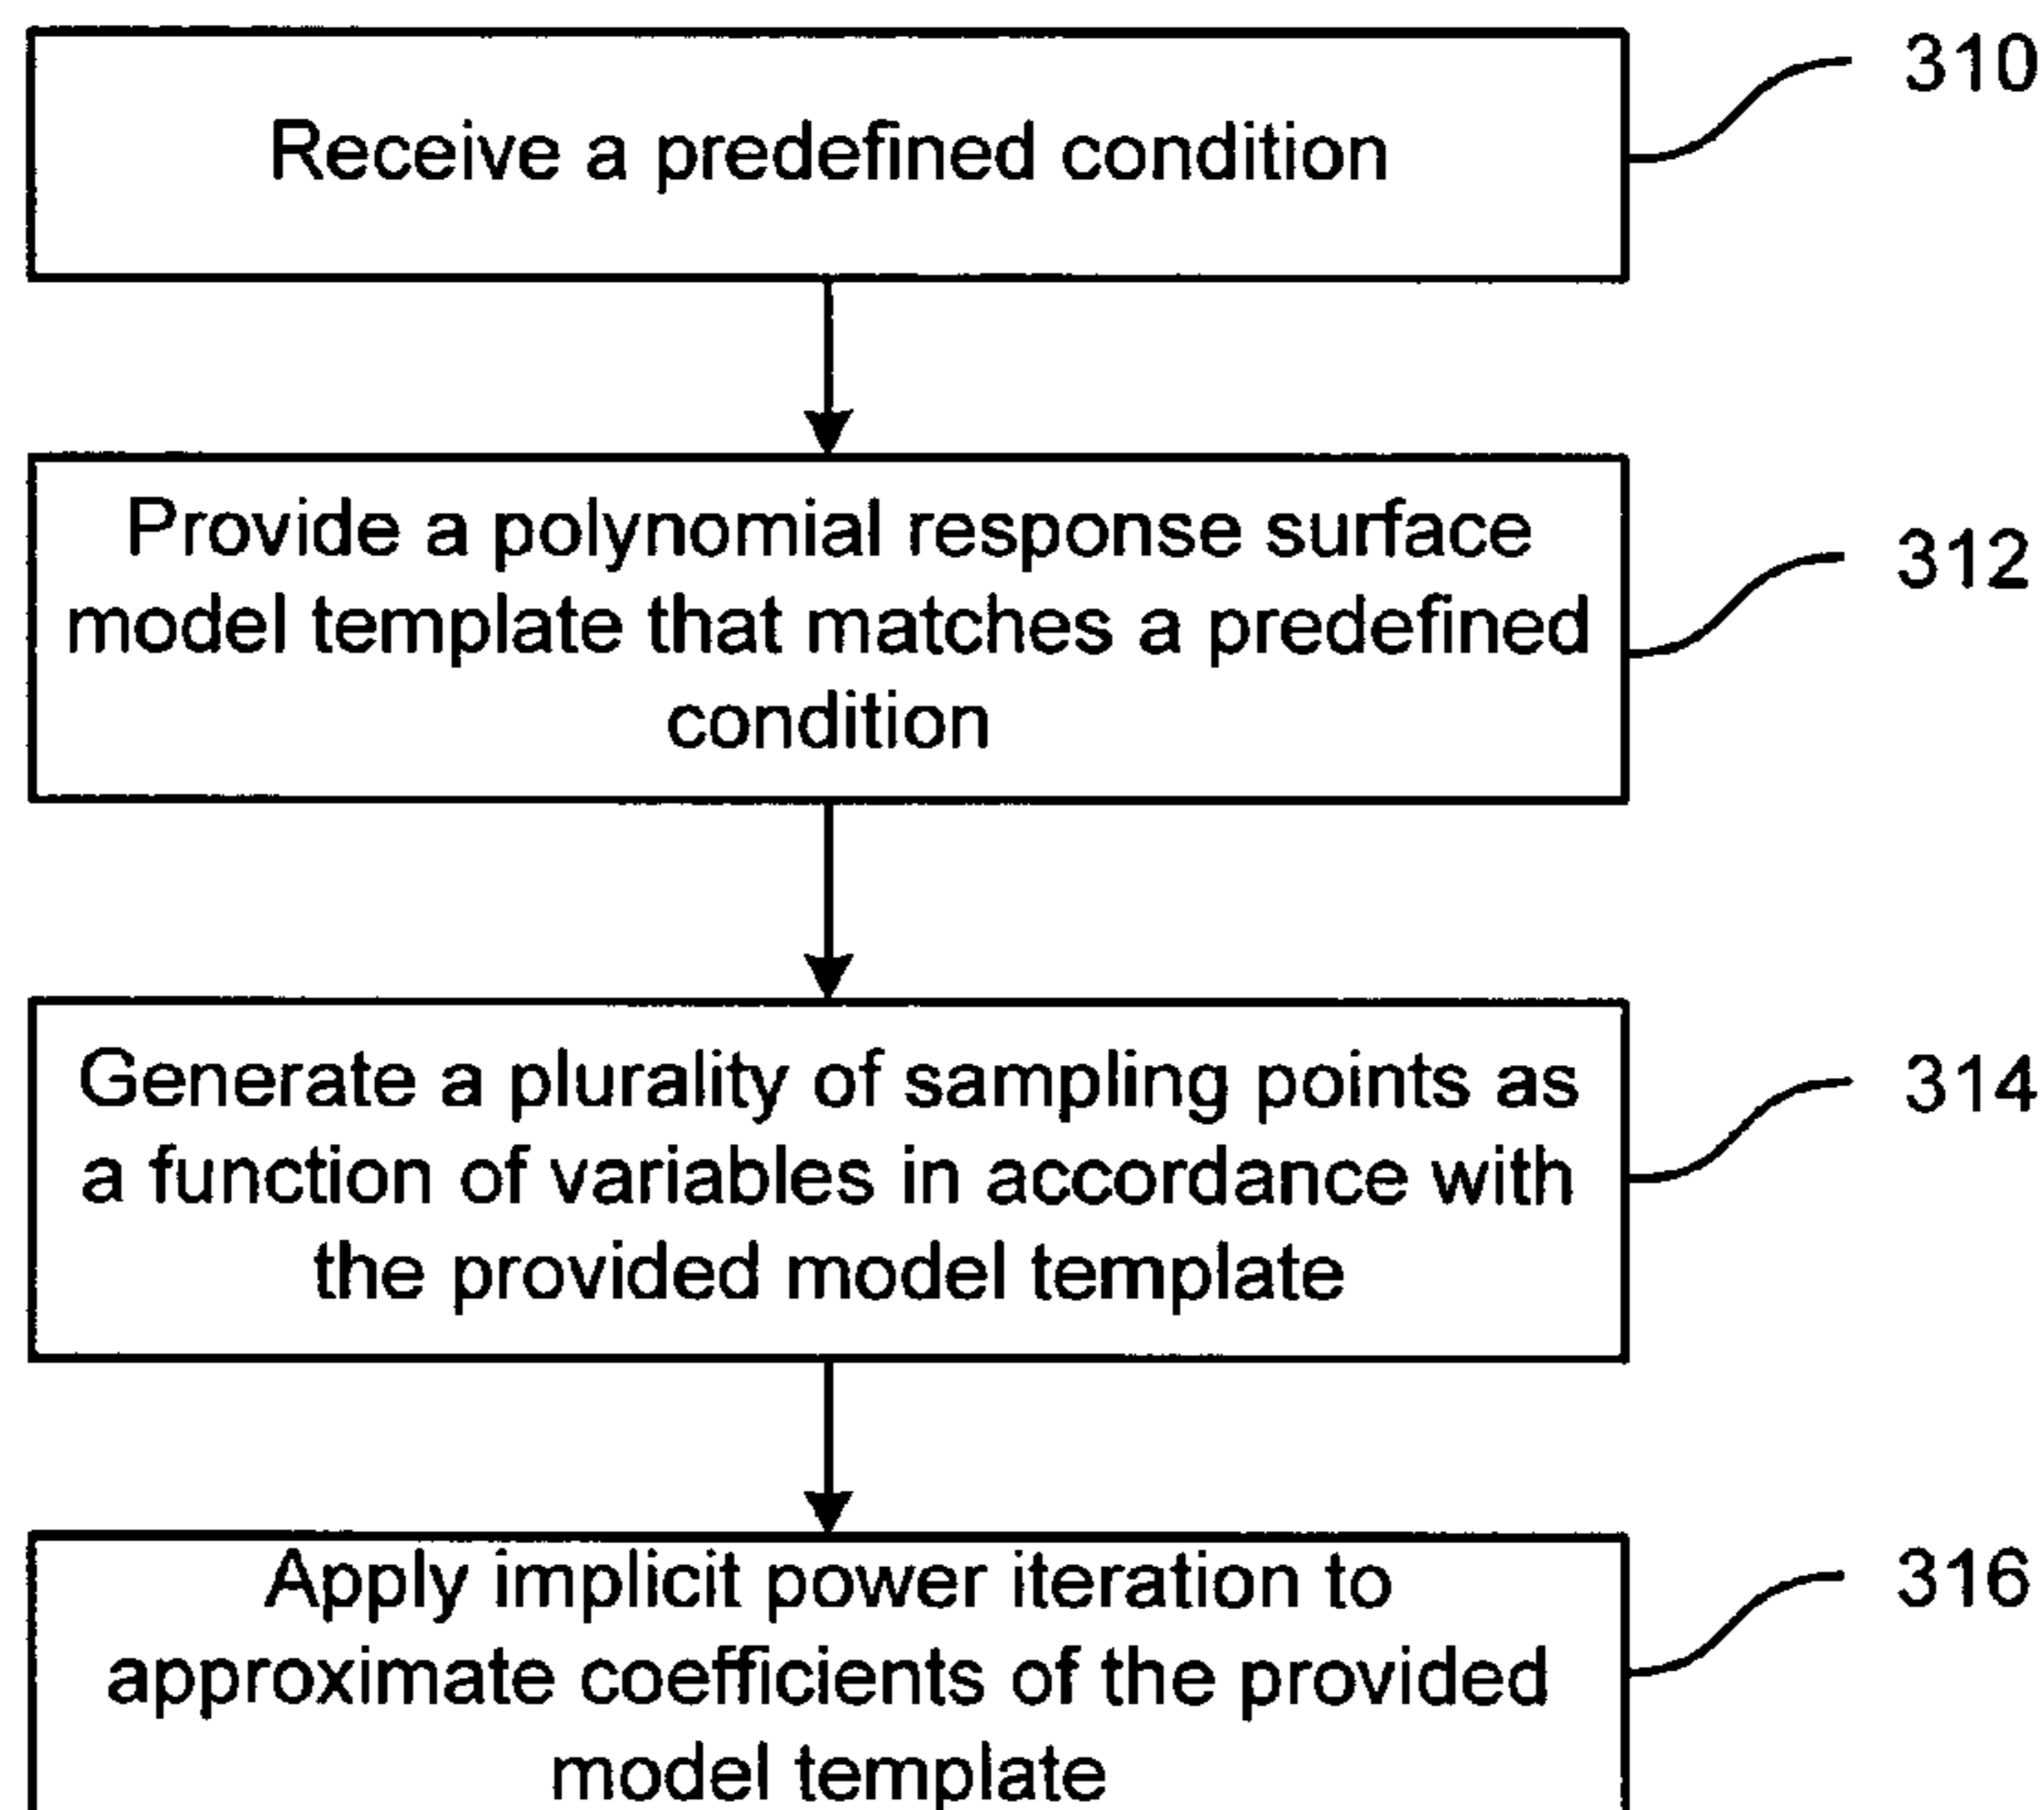 Receive a predefined condition
310
Provide a polynomial response surface
model template that matches a predefined
condition
312
Generate a plurality of sampling points as
a function of variables in accordance with
the provided model template
314
Apply implicit power iteration to
approximate coefficients of the provided
model template
316